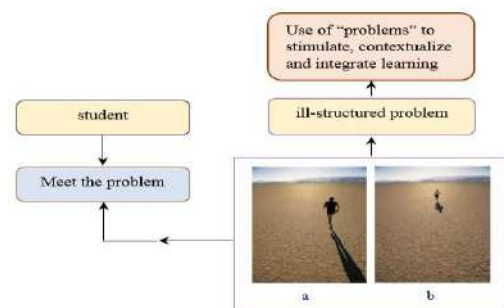 Use of “problems” to
stimulate, contextualize
and integrate learning
student
ill-structured problem
Meet the problem
a
b